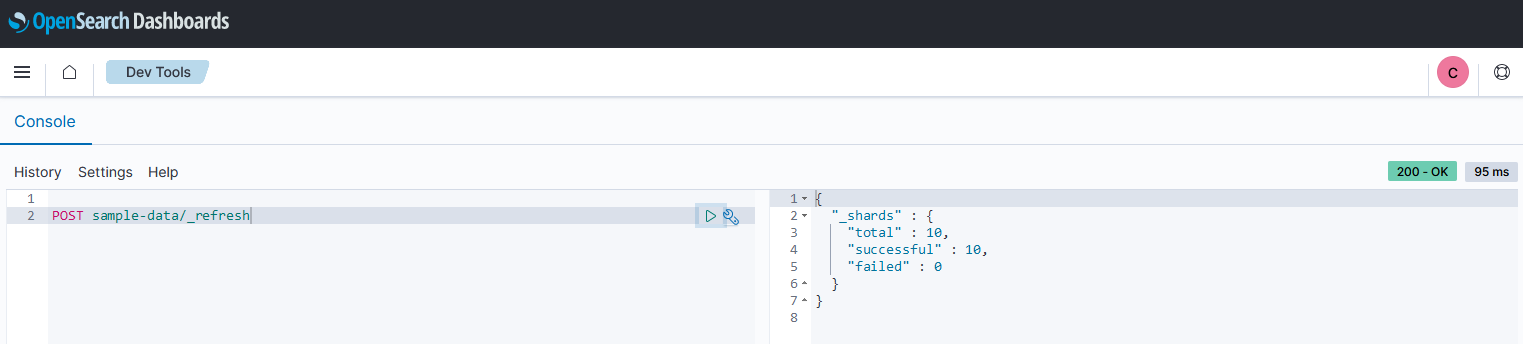 OpenSearch Dashboards
Dev Tools
C
Console
History Settings Help
200 - OK 95 ms
1
2 POST sample-data/_refresh
1 {
2 "_shards" : {
3 "total" : 10,
4 "successful" : 10,
5 "failed" : 0
6 }
7 }
8